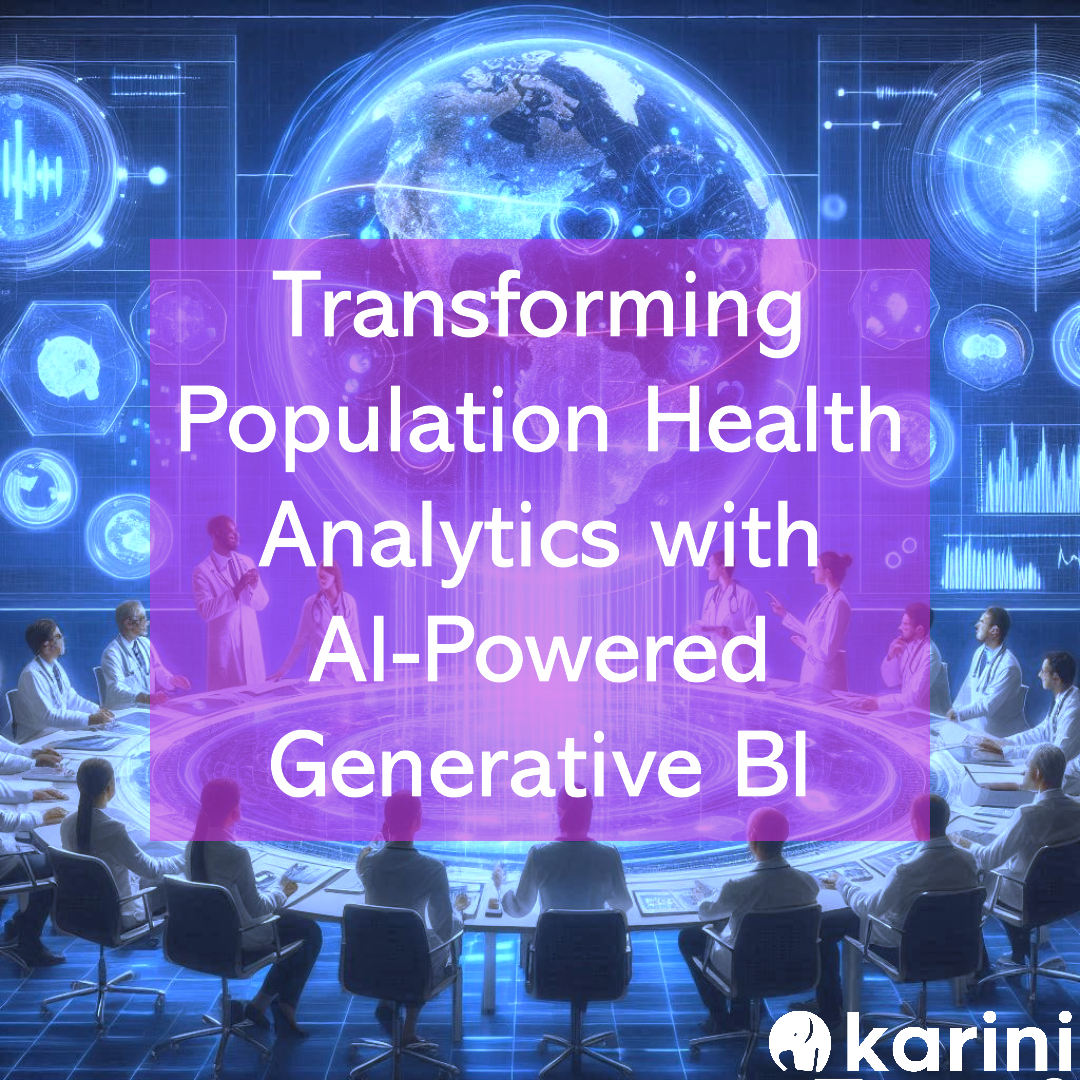 Transforming
Population Health
Analytics with
AI-Powered
Generative BI
karini